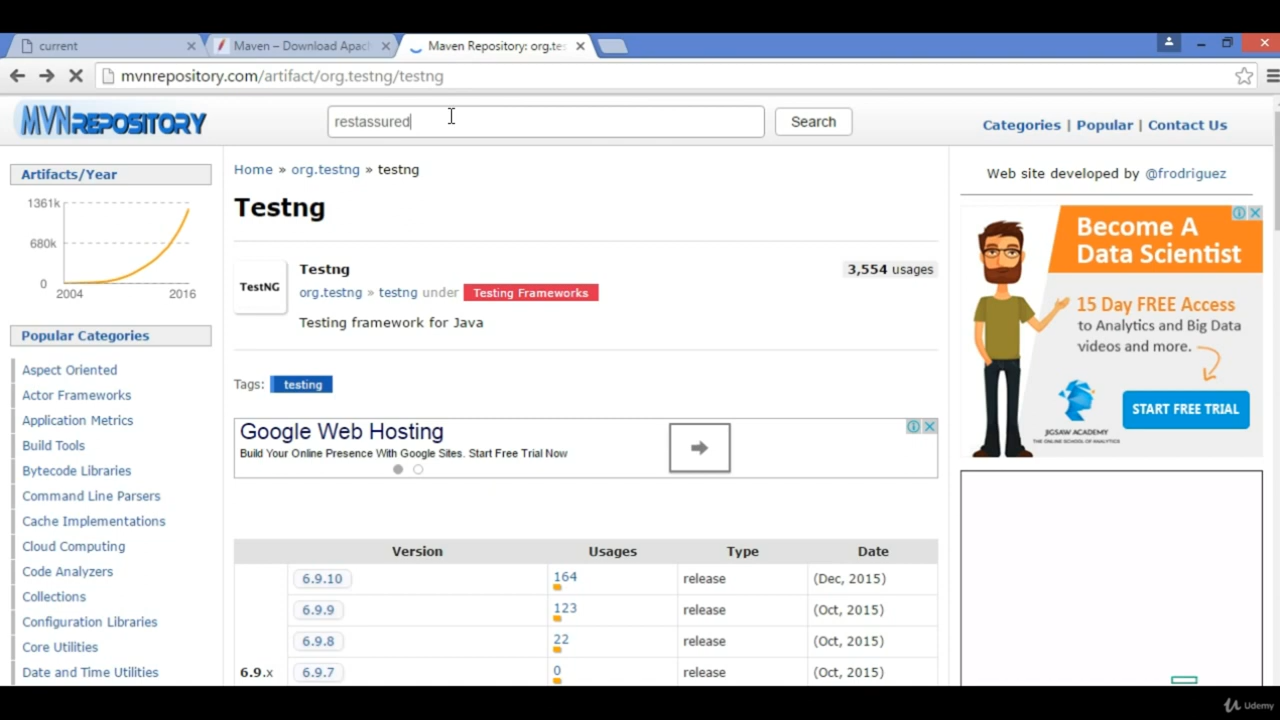 current
Maven – Download Apac
Maven Repository: org.tes
mvnrepository.com/artifact/org.testng/testng
MVNREPOSITORY
restassured
Search
Categories | Popular | Contact Us
Artifacts/Year
1361k
680k
0
2004
2016
Popular Categories
Aspect Oriented
Actor Frameworks
Application Metrics
Build Tools
Bytecode Libraries
Command Line Parsers
Cache Implementations
Cloud Computing
Code Analyzers
Collections
Configuration Libraries
Core Utilities
Date and Time Utilities
Home » org.testng » testng
Testng
TestNG
Testng
3,554 usages
org.testng » testng under Testing Frameworks
Testing framework for Java
Tags: testing
Google Web Hosting
Build Your Online Presence With Google Sites. Start Free Trial Now
Version Usages Type Date
6.9.10 164 release (Dec, 2015)
6.9.9 123 release (Oct, 2015)
6.9.8 22 release (Oct, 2015)
6.9.x 6.9.7 0 release (Oct, 2015)
Web site developed by @frodriguez
Become A
Data Scientist
15 Day FREE Access
to Analytics and Big Data
videos and more.
START FREE TRIAL
JIGSAW ACADEMY
THE ONLINE SCHOOL OF ANALYTICS
Udemy